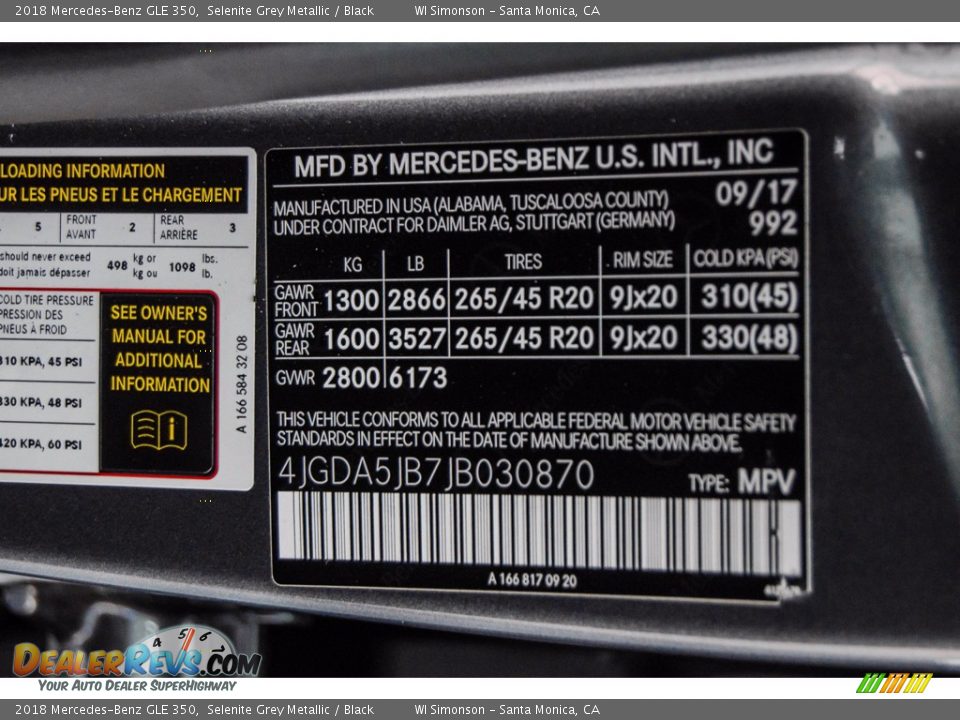 2018 Mercedes-Benz GLE 350, Selenite Grey Metallic / Black WI Simonson - Santa Monica, CA
LOADING INFORMATION
UR LES PNEUS ET LE CHARGEMENT
5 FRONT AVANT 2 REAR ARRIÈRE 3
should never exceed
doit jamais dépasser 498 kg or kg ou 1098 lbs. lb.
COLD TIRE PRESSURE
PRESSION DES
PNEUS À FROID
310 KPA, 45 PSI
330 KPA, 48 PSI
420 KPA, 60 PSI
SEE OWNER'S
MANUAL FOR
ADDITIONAL
INFORMATION
A 166 584 32 08
MFD BY MERCEDES-BENZ U.S. INTL., INC
MANUFACTURED IN USA (ALABAMA, TUSCALOOSA COUNTY) 09/17
UNDER CONTRACT FOR DAIMLER AG, STUTTGART (GERMANY) 992
KG LB TIRES RIM SIZE COLD KPA (PSI)
GAWR FRONT 1300 2866 265/45 R20 9Jx20 310(45)
GAWR REAR 1600 3527 265/45 R20 9Jx20 330(48)
GVWR 2800 6173
THIS VEHICLE CONFORMS TO ALL APPLICABLE FEDERAL MOTOR VEHICLE SAFETY
STANDARDS IN EFFECT ON THE DATE OF MANUFACTURE SHOWN ABOVE.
4JGDA5JB7JB030870 TYPE: MPV
A 166 817 09 20
4 5 6
DEALERREVS.COM
YOUR AUTO DEALER SUPERHIGHWAY
2018 Mercedes-Benz GLE 350, Selenite Grey Metallic / Black WI Simonson - Santa Monica, CA